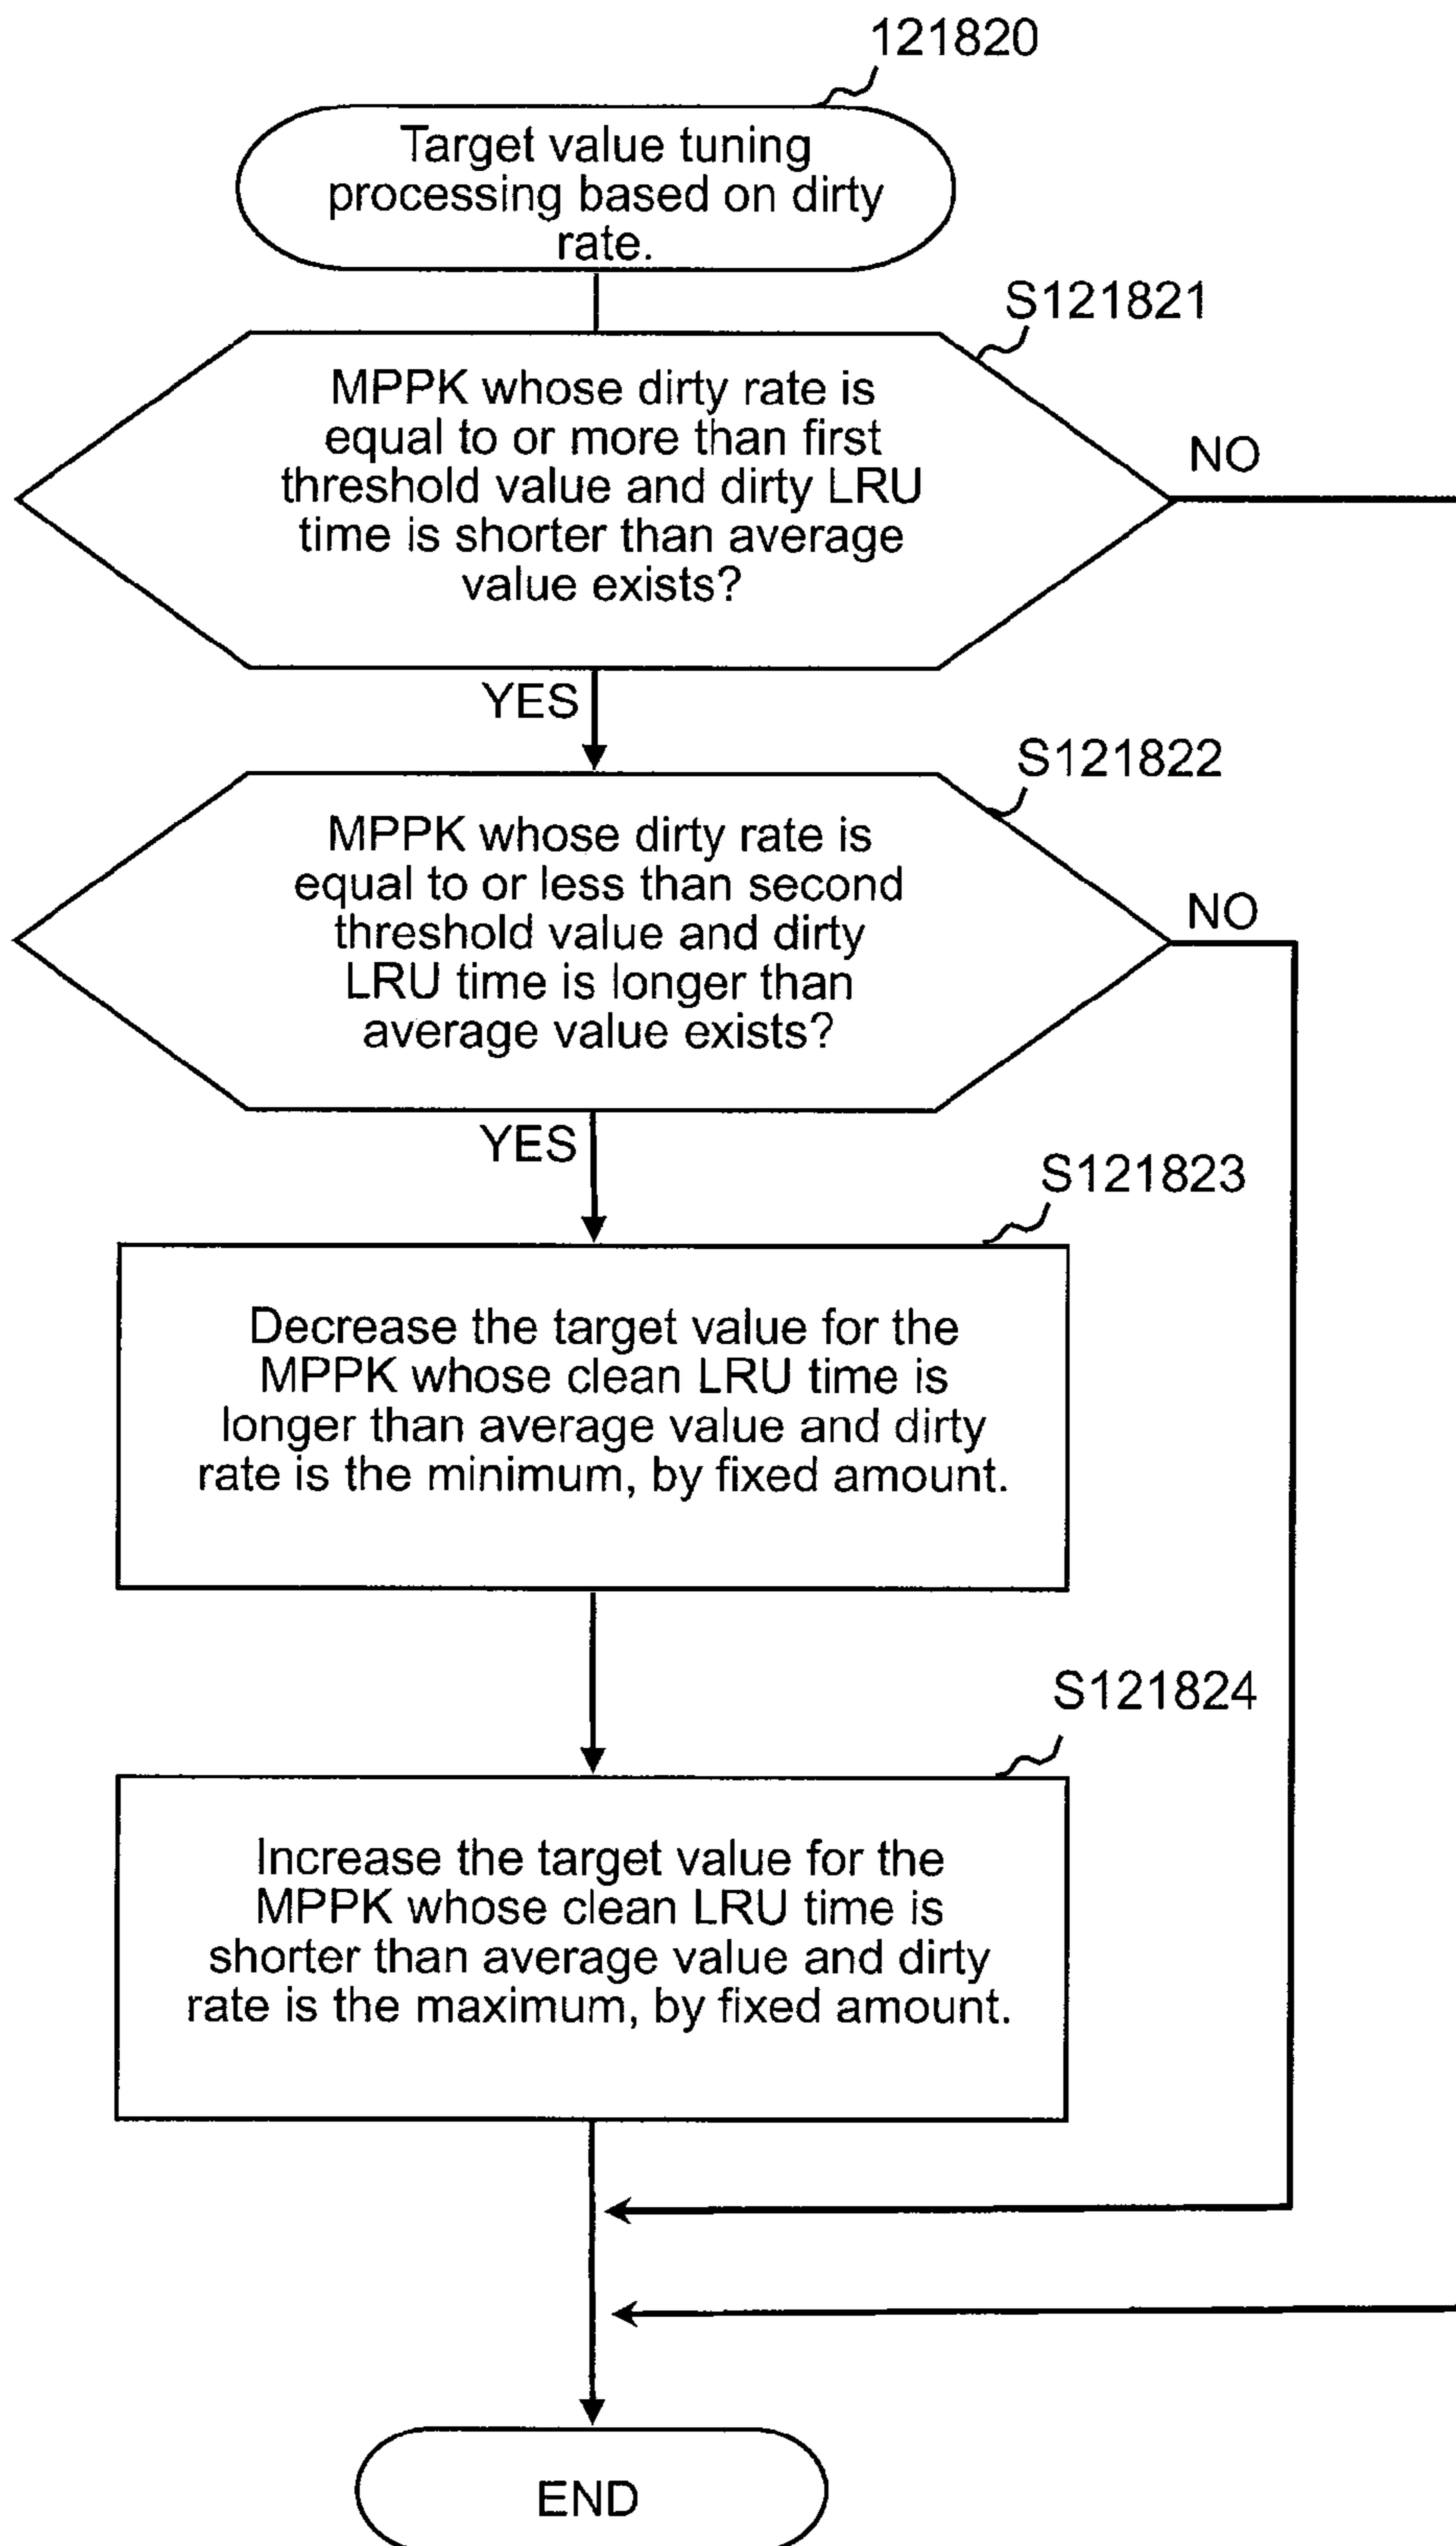 121820
Target value tuning
processing based on dirty
rate.
S121821
MPPK whose dirty rate is
equal to or more than first
threshold value and dirty LRU
time is shorter than average
value exists?
NO
YES
S121822
MPPK whose dirty rate is
equal to or less than second
threshold value and dirty
LRU time is longer than
average value exists?
NO
YES
S121823
Decrease the target value for the
MPPK whose clean LRU time is
longer than average value and dirty
rate is the minimum, by fixed amount.
S121824
Increase the target value for the
MPPK whose clean LRU time is
shorter than average value and dirty
rate is the maximum, by fixed amount.
END